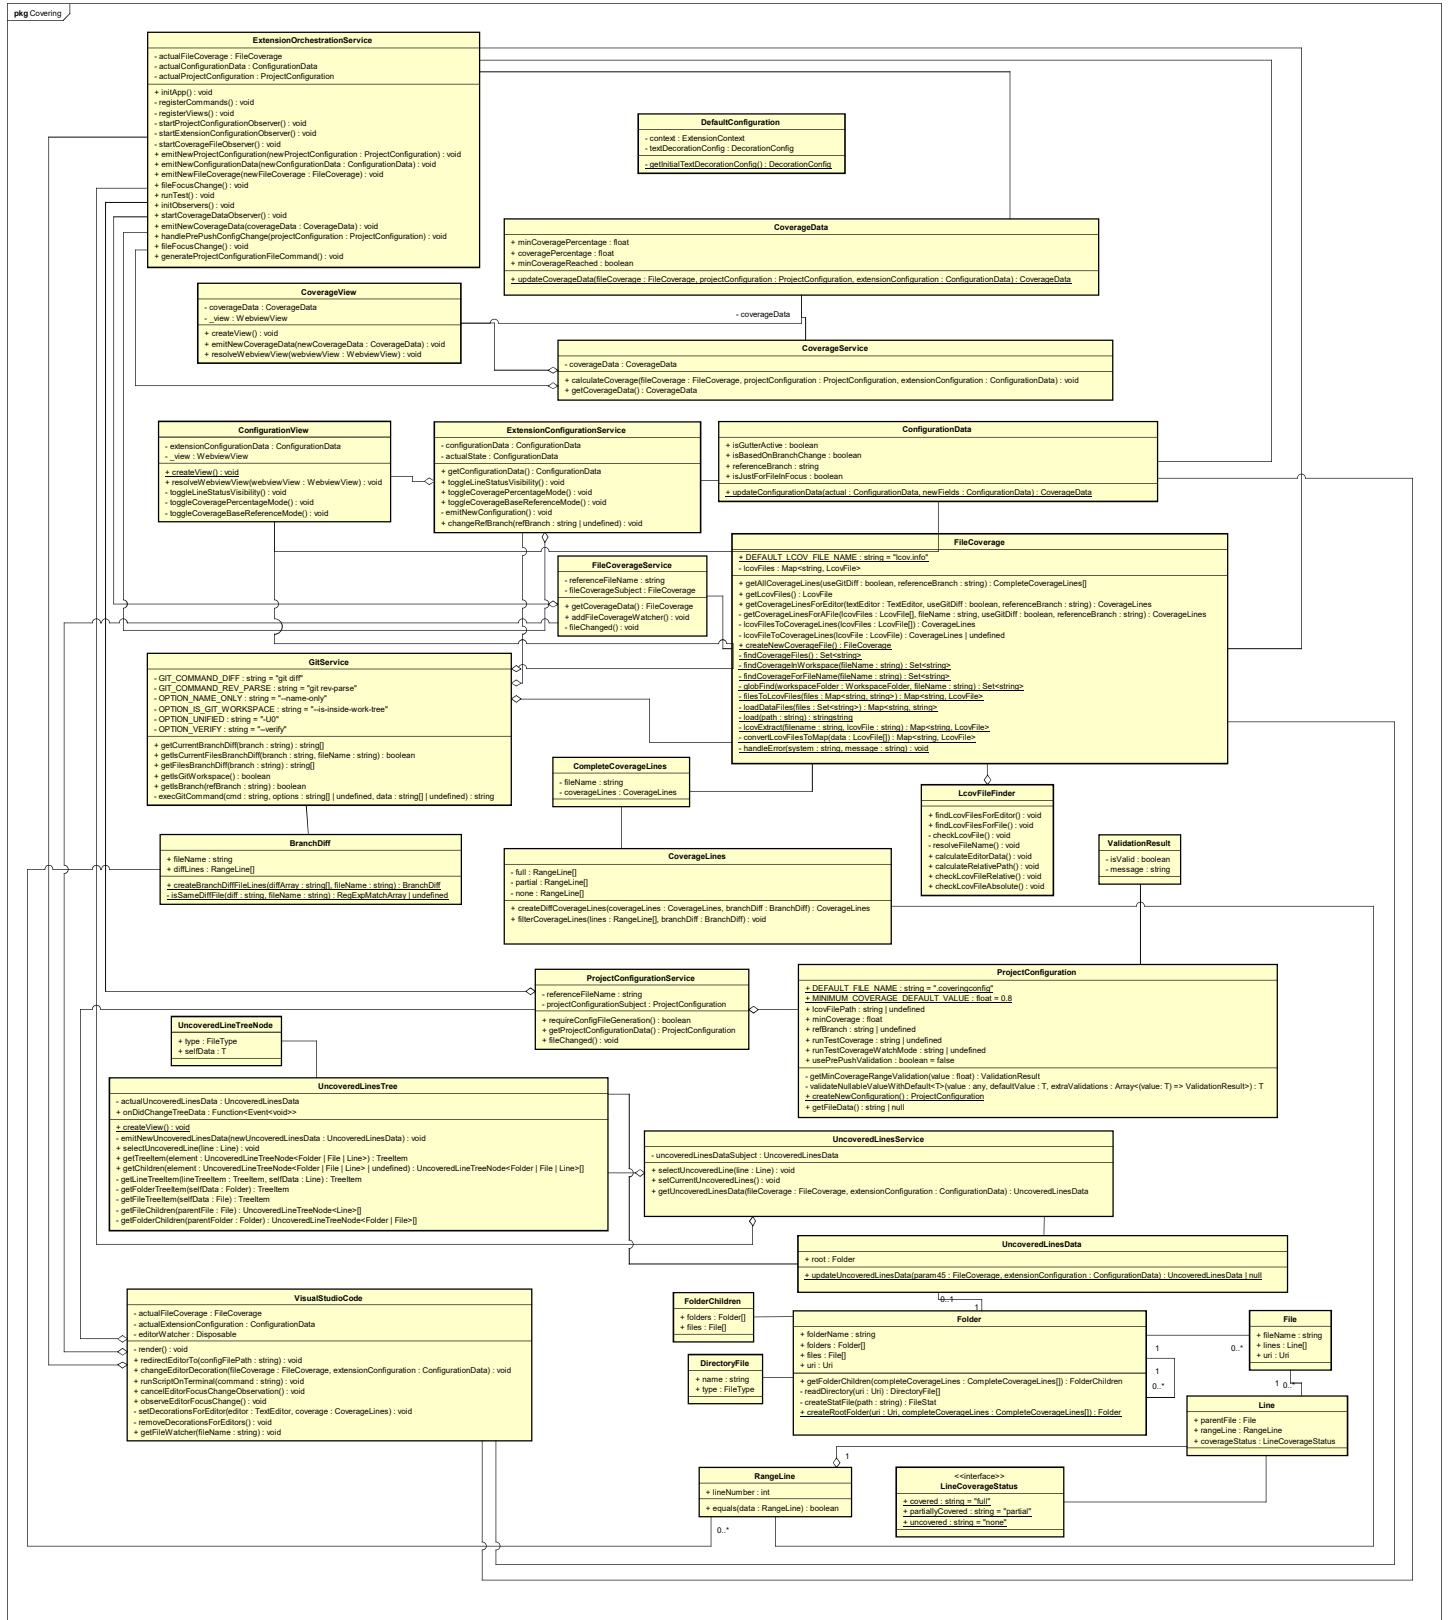 pkg Covering
ExtensionOrchestrationService
- actualFileCoverage : FileCoverage
- actualConfigurationData : ConfigurationData
- actualProjectConfiguration : ProjectConfiguration
+ initApp() : void
- registerCommands() : void
- registerViews() : void
- startProjectConfigurationObserver() : void
- startExtensionConfigurationObserver() : void
- startCoverageFileObserver() : void
+ emitNewProjectConfiguration(newProjectConfiguration : ProjectConfiguration) : void
+ emitNewConfigurationData(newConfigurationData : ConfigurationData) : void
+ emitNewFileCoverage(newFileCoverage : FileCoverage) : void
+ fileFocusChange() : void
+ runTest() : void
+ initObservers() : void
+ startCoverageDataObserver() : void
+ emitNewCoverageData(coverageData : CoverageData) : void
+ handlePrePushConfigChange(projectConfiguration : ProjectConfiguration) : void
+ fileFocusChange() : void
+ generateProjectConfigurationFileCommand() : void
DefaultConfiguration
- context : ExtensionContext
- textDecorationConfig : DecorationConfig
- getInitialTextDecorationConfig() : DecorationConfig
CoverageData
+ minCoveragePercentage : float
+ coveragePercentage : float
+ minCoverageReached : boolean
+ updateCoverageData(fileCoverage : FileCoverage, projectConfiguration : ProjectConfiguration, extensionConfiguration : ConfigurationData) : CoverageData
CoverageView
- coverageData : CoverageData
- _view : WebviewView
+ createView() : void
+ emitNewCoverageData(newCoverageData : CoverageData) : void
+ resolveWebviewView(webviewView : WebviewView) : void
- coverageData
CoverageService
- coverageData : CoverageData
+ calculateCoverage(fileCoverage : FileCoverage, projectConfiguration : ProjectConfiguration, extensionConfiguration : ConfigurationData) : void
+ getCoverageData() : CoverageData
ConfigurationView
- extensionConfigurationData : ConfigurationData
- _view : WebviewView
+ createView() : void
+ resolveWebviewView(webviewView : WebviewView) : void
- toggleLineStatusVisibility() : void
- toggleCoveragePercentageMode() : void
- toggleCoverageBaseReferenceMode() : void
ExtensionConfigurationService
- configurationData : ConfigurationData
- actualState : ConfigurationData
+ getConfigurationData() : ConfigurationData
+ toggleLineStatusVisibility() : void
+ toggleCoveragePercentageMode() : void
+ toggleCoverageBaseReferenceMode() : void
- emitNewConfiguration() : void
+ changeRefBranch(refBranch : string | undefined) : void
ConfigurationData
+ isGutterActive : boolean
+ isBasedOnBranchChange : boolean
+ referenceBranch : string
+ isJustForFileInFocus : boolean
+ updateConfigurationData(actual : ConfigurationData, newFields : ConfigurationData) : CoverageData
FileCoverage
+ DEFAULT_LCOV_FILE_NAME : string = "lcov.info"
- lcovFiles : Map<string, LcovFile>
+ getAllCoverageLines(useGitDiff : boolean, referenceBranch : string) : CompleteCoverageLines[]
+ getLcovFiles() : LcovFile
+ getCoverageLinesForEditor(textEditor : TextEditor, useGitDiff : boolean, referenceBranch : string) : CoverageLines
- getCoverageLinesForAFile(lcovFiles : LcovFile[], fileName : string, useGitDiff : boolean, referenceBranch : string) : CoverageLines
- lcovFilesToCoverageLines(lcovFiles : LcovFile[]) : CoverageLines
- lcovFileToCoverageLines(lcovFile : LcovFile) : CoverageLines | undefined
+ createNewCoverageFile() : FileCoverage
- findCoverageFiles() : Set<string>
- findCoverageInWorkspace(fileName : string) : Set<string>
- findCoverageForFileName(fileName : string) : Set<string>
- globFind(workspaceFolder : WorkspaceFolder, fileName : string) : Set<string>
- filesToLcovFiles(files : Map<string, string>) : Map<string, LcovFile>
- loadDataFiles(files : Set<string>) : Map<string, string>
- load(path : string) : stringstring
- lcovExtract(filename : string, lcovFile : string) : Map<string, LcovFile>
- convertLcovFilesToMap(data : LcovFile[]) : Map<string, LcovFile>
- handleError(system : string, message : string) : void
FileCoverageService
- referenceFileName : string
- fileCoverageSubject : FileCoverage
+ getCoverageData() : FileCoverage
+ addFileCoverageWatcher() : void
- fileChanged() : void
GitService
- GIT_COMMAND_DIFF : string = "git diff"
- GIT_COMMAND_REV_PARSE : string = "git rev-parse"
- OPTION_NAME_ONLY : string = "--name-only"
- OPTION_IS_GIT_WORKSPACE : string = "--is-inside-work-tree"
- OPTION_UNIFIED : string = "-U0"
- OPTION_VERIFY : string = "--verify"
+ getCurrentBranchDiff(branch : string) : string[]
+ getIsCurrentFilesBranchDiff(branch : string, fileName : string) : boolean
+ getFilesBranchDiff(branch : string) : string[]
+ getIsGitWorkspace() : boolean
+ getIsBranch(refBranch : string) : boolean
- execGitCommand(cmd : string, options : string[] | undefined, data : string[] | undefined) : string
CompleteCoverageLines
- fileName : string
- coverageLines : CoverageLines
LcovFileFinder
+ findLcovFilesForEditor() : void
+ findLcovFilesForFile() : void
- checkLcovFile() : void
- resolveFileName() : void
+ calculateEditorData() : void
+ calculateRelativePath() : void
+ checkLcovFileRelative() : void
+ checkLcovFileAbsolute() : void
BranchDiff
+ fileName : string
+ diffLines : RangeLine[]
+ createBranchDiffFileLines(diffArray : string[], fileName : string) : BranchDiff
- isSameDiffFile(diff : string, fileName : string) : RegExpMatchArray | undefined
CoverageLines
- full : RangeLine[]
- partial : RangeLine[]
- none : RangeLine[]
+ createDiffCoverageLines(coverageLines : CoverageLines, branchDiff : BranchDiff) : CoverageLines
+ filterCoverageLines(lines : RangeLine[], branchDiff : BranchDiff) : void
ValidationResult
- isValid : boolean
- message : string
ProjectConfigurationService
- referenceFileName : string
- projectConfigurationSubject : ProjectConfiguration
+ requireConfigFileGeneration() : boolean
+ getProjectConfigurationData() : ProjectConfiguration
+ fileChanged() : void
ProjectConfiguration
+ DEFAULT_FILE_NAME : string = ".coveringconfig"
+ MINIMUM_COVERAGE_DEFAULT_VALUE : float = 0.8
+ lcovFilePath : string | undefined
+ minCoverage : float
+ refBranch : string | undefined
+ runTestCoverage : string | undefined
+ runTestCoverageWatchMode : string | undefined
+ usePrePushValidation : boolean = false
- getMinCoverageRangeValidation(value : float) : ValidationResult
- validateNullableValueWithDefault<T>(value : any, defaultValue : T, extraValidations : Array<(value: T) => ValidationResult>) : T
+ createNewConfiguration() : ProjectConfiguration
+ getFileData() : string | null
UncoveredLineTreeNode
+ type : FileType
+ selfData : T
UncoveredLinesTree
- actualUncoveredLinesData : UncoveredLinesData
+ onDidChangeTreeData : Function<Event<void>>
+ createView() : void
- emitNewUncoveredLinesData(newUncoveredLinesData : UncoveredLinesData) : void
+ selectUncoveredLine(line : Line) : void
+ getTreeItem(element : UncoveredLineTreeNode<Folder | File | Line>) : TreeItem
+ getChildren(element : UncoveredLineTreeNode<Folder | File | Line> | undefined) : UncoveredLineTreeNode<Folder | File | Line>[]
- getLineTreeItem(lineTreeItem : TreeItem, selfData : Line) : TreeItem
- getFolderTreeItem(selfData : Folder) : TreeItem
- getFileTreeItem(selfData : File) : TreeItem
- getFileChildren(parentFile : File) : UncoveredLineTreeNode<Line>[]
- getFolderChildren(parentFolder : Folder) : UncoveredLineTreeNode<Folder | File>[]
UncoveredLinesService
- uncoveredLinesDataSubject : UncoveredLinesData
+ selectUncoveredLine(line : Line) : void
+ setCurrentUncoveredLines() : void
+ getUncoveredLinesData(fileCoverage : FileCoverage, extensionConfiguration : ConfigurationData) : UncoveredLinesData
UncoveredLinesData
+ root : Folder
+ updateUncoveredLinesData(param45 : FileCoverage, extensionConfiguration : ConfigurationData) : UncoveredLinesData | null
0..1
1
VisualStudioCode
- actualFileCoverage : FileCoverage
- actualExtensionConfiguration : ConfigurationData
- editorWatcher : Disposable
- render() : void
+ redirectEditorTo(configFilePath : string) : void
+ changeEditorDecoration(fileCoverage : FileCoverage, extensionConfiguration : ConfigurationData) : void
+ runScriptOnTerminal(command : string) : void
+ cancelEditorFocusChangeObservation() : void
+ observeEditorFocusChange() : void
- setDecorationsForEditor(editor : TextEditor, coverage : CoverageLines) : void
- removeDecorationsForEditors() : void
+ getFileWatcher(fileName : string) : void
FolderChildren
+ folders : Folder[]
+ files : File[]
DirectoryFile
+ name : string
+ type : FileType
Folder
+ folderName : string
+ folders : Folder[]
+ files : File[]
+ uri : Uri
+ getFolderChildren(completeCoverageLines : CompleteCoverageLines[]) : FolderChildren
- readDirectory(uri : Uri) : DirectoryFile[]
- createStatFile(path : string) : FileStat
+ createRootFolder(uri : Uri, completeCoverageLines : CompleteCoverageLines[]) : Folder
1
0..*
1
0..*
File
+ fileName : string
+ lines : Line[]
+ uri : Uri
1
0..*
Line
+ parentFile : File
+ rangeLine : RangeLine
+ coverageStatus : LineCoverageStatus
1
RangeLine
+ lineNumber : int
+ equals(data : RangeLine) : boolean
0..*
<<interface>>
LineCoverageStatus
+ covered : string = "full"
+ partiallyCovered : string = "partial"
+ uncovered : string = "none"